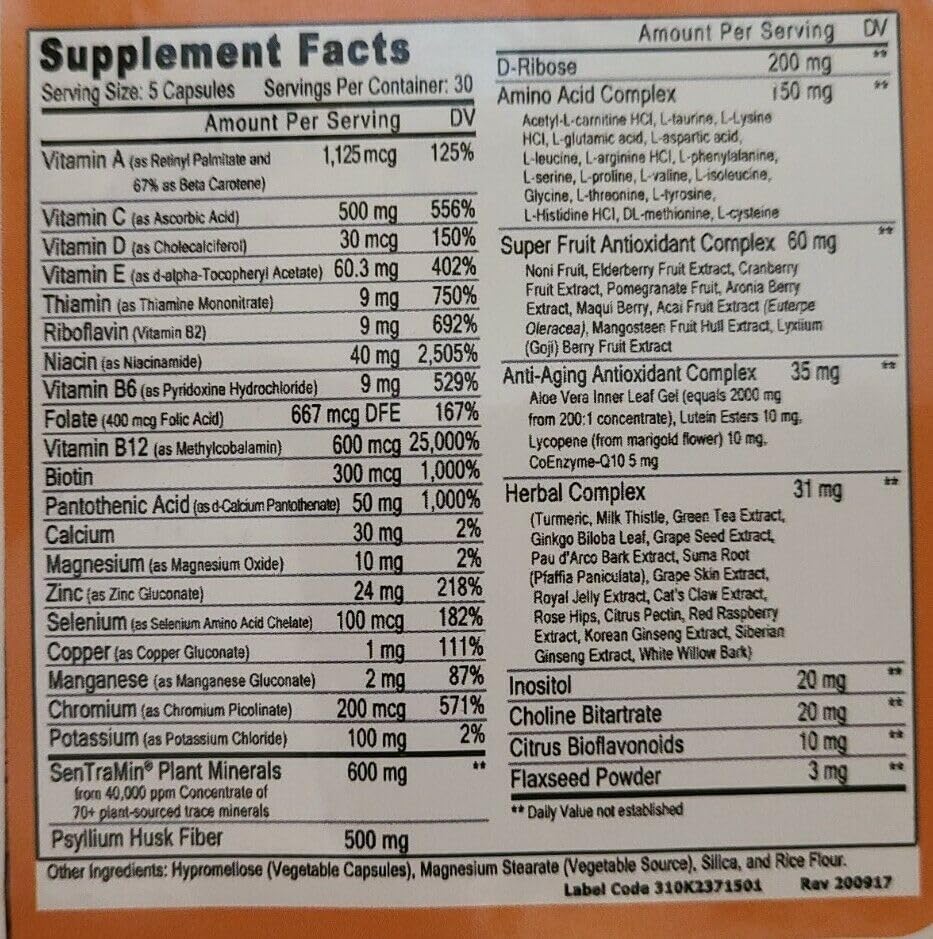 Supplement Facts
Serving Size: 5 Capsules Servings Per Container: 30
Amount Per Serving DV
Vitamin A (as Retinyl Palmitate and 1,125 mcg 125%
67% as Beta Carotene)
Vitamin C (as Ascorbic Acid) 500 mg 556%
Vitamin D (as Cholecalciferol) 30 mcg 150%
Vitamin E (as d-alpha-Tocopheryl Acetate) 60.3 mg 402%
Thiamin (as Thiamine Mononitrate) 9 mg 750%
Riboflavin (Vitamin B2) 9 mg 692%
Niacin (as Niacinamide) 40 mg 2,505%
Vitamin B6 (as Pyridoxine Hydrochloride) 9 mg 529%
Folate (400 mcg Folic Acid) 667 mcg DFE 167%
Vitamin B12 (as Methylcobalamin) 600 mcg 25,000%
Biotin 300 mcg 1,000%
Pantothenic Acid (as d-Calcium Pantothenate) 50 mg 1,000%
Calcium 30 mg 2%
Magnesium (as Magnesium Oxide) 10 mg 2%
Zinc (as Zinc Gluconate) 24 mg 218%
Selenium (as Selenium Amino Acid Chelate) 100 mcg 182%
Copper (as Copper Gluconate) 1 mg 111%
Manganese (as Manganese Gluconate) 2 mg 87%
Chromium (as Chromium Picolinate) 200 mcg 571%
Potassium (as Potassium Chloride) 100 mg 2%
SenTraMin® Plant Minerals 600 mg **
from 40,000 ppm Concentrate of
70+ plant-sourced trace minerals
Psyllium Husk Fiber 500 mg
Amount Per Serving DV
D-Ribose 200 mg **
Amino Acid Complex 150 mg **
Acetyl-L-carnitine HCl, L-taurine, L-Lysine
HCl, L-glutamic acid, L-aspartic acid,
L-leucine, L-arginine HCl, L-phenylalanine,
L-serine, L-proline, L-valine, L-isoleucine,
Glycine, L-threonine, L-tyrosine,
L-Histidine HCl, DL-methionine, L-cysteine
Super Fruit Antioxidant Complex 60 mg **
Noni Fruit, Elderberry Fruit Extract, Cranberry
Fruit Extract, Pomegranate Fruit, Aronia Berry
Extract, Maqui Berry, Acai Fruit Extract (Euterpe
Oleracea), Mangosteen Fruit Hull Extract, Lyxiium
(Goji) Berry Fruit Extract
Anti-Aging Antioxidant Complex 35 mg **
Aloe Vera Inner Leaf Gel (equals 2000 mg
from 200:1 concentrate), Lutein Esters 10 mg,
Lycopene (from marigold flower) 10 mg,
CoEnzyme-Q10 5 mg
Herbal Complex 31 mg **
(Turmeric, Milk Thistle, Green Tea Extract,
Ginkgo Biloba Leaf, Grape Seed Extract,
Pau d'Arco Bark Extract, Suma Root
(Pfaffia Paniculata), Grape Skin Extract,
Royal Jelly Extract, Cat's Claw Extract,
Rose Hips, Citrus Pectin, Red Raspberry
Extract, Korean Ginseng Extract, Siberian
Ginseng Extract, White Willow Bark)
Inositol 20 mg **
Choline Bitartrate 20 mg **
Citrus Bioflavonoids 10 mg **
Flaxseed Powder 3 mg **
** Daily Value not established
Other Ingredients: Hypromellose (Vegetable Capsules), Magnesium Stearate (Vegetable Source), Silica, and Rice Flour.
Label Code 310K2371501 Rev 200917